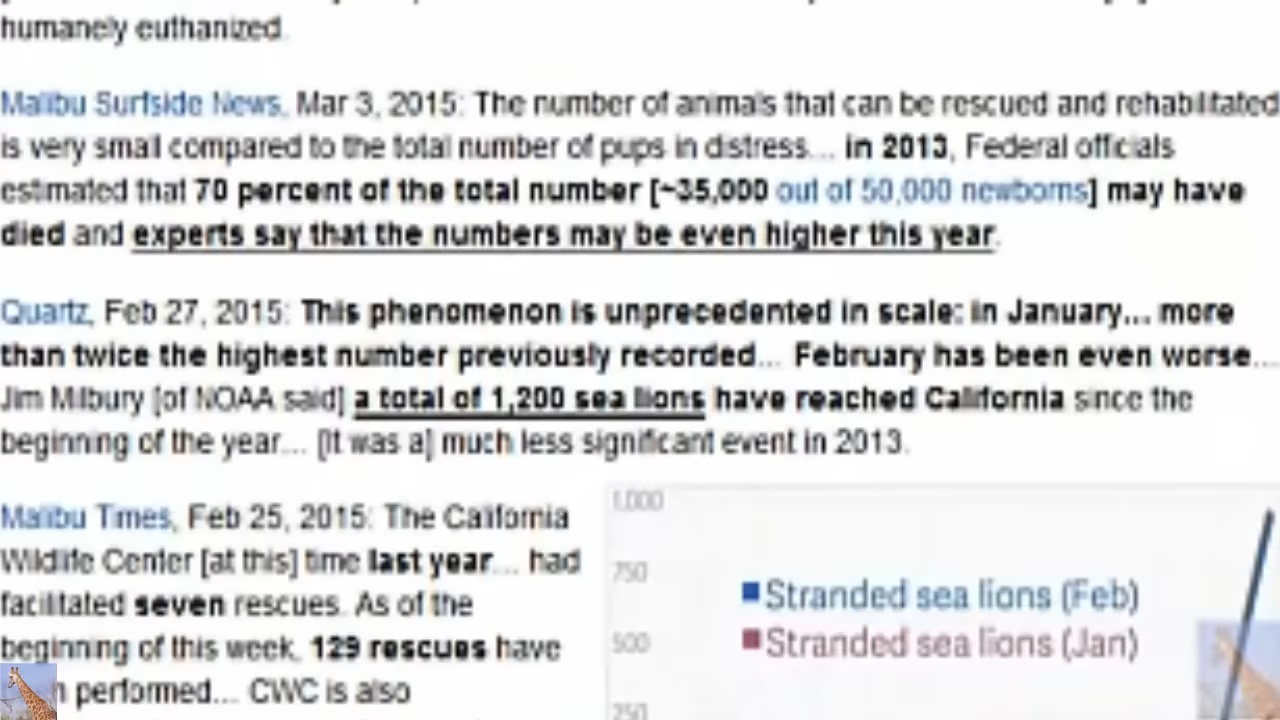 humanely euthanized.
Malibu Surfside News, Mar 3, 2015: The number of animals that can be rescued and rehabilitated
is very small compared to the total number of pups in distress... in 2013, Federal officials
estimated that 70 percent of the total number [~35,000 out of 50,000 newborns] may have
died and experts say that the numbers may be even higher this year.
Quartz, Feb 27, 2015: This phenomenon is unprecedented in scale: in January... more
than twice the highest number previously recorded... February has been even worse...
Jim Milbury [of NOAA said] a total of 1,200 sea lions have reached California since the
beginning of the year... [It was a] much less significant event in 2013.
Malibu Times, Feb 25, 2015: The California
Wildlife Center [at this] time last year... had
facilitated seven rescues. As of the
beginning of this week, 129 rescues have
performed... CWC is also
1,000
750
500
250
Stranded sea lions (Feb)
Stranded sea lions (Jan)